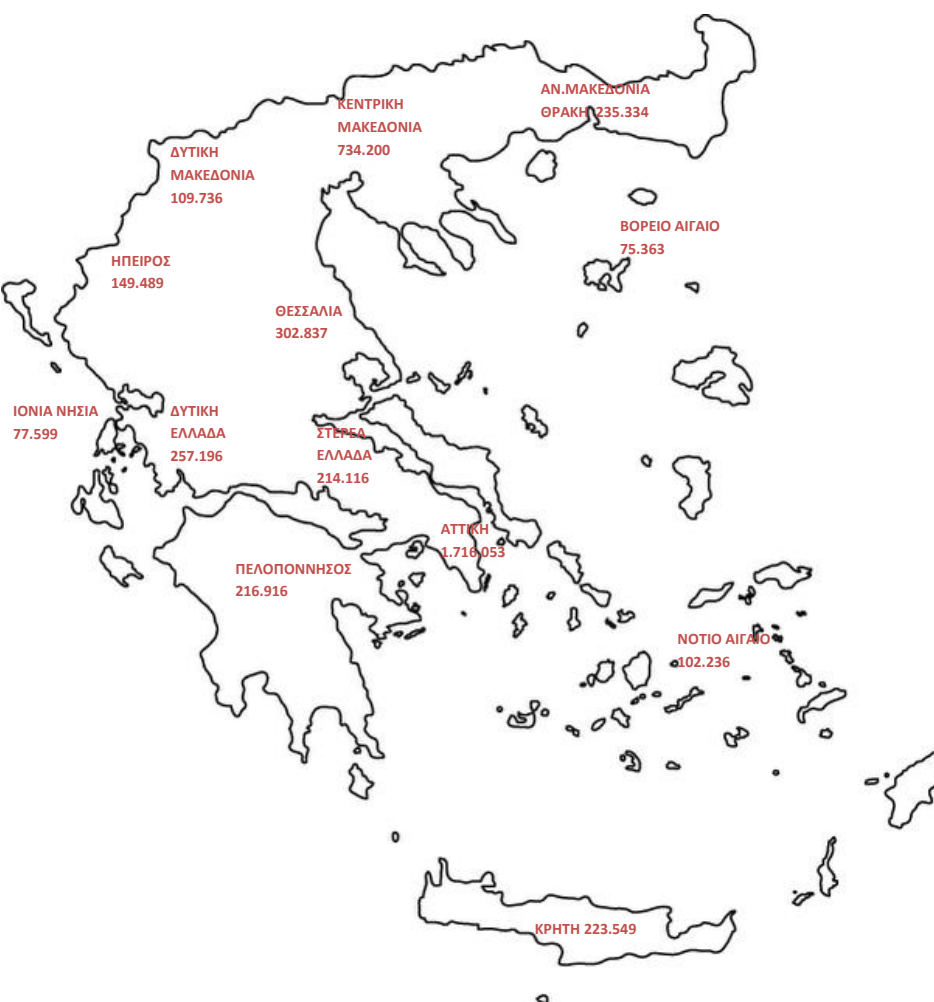 ΑΝ.ΜΑΚΕΔΟΝΙΑ
ΘΡΑΚΗ 235.334
ΚΕΝΤΡΙΚΗ
ΜΑΚΕΔΟΝΙΑ
734.200
ΔΥΤΙΚΗ
ΜΑΚΕΔΟΝΙΑ
109.736
ΒΟΡΕΙΟ ΑΙΓΑΙΟ
75.363
ΗΠΕΙΡΟΣ
149.489
ΘΕΣΣΑΛΙΑ
302.837
ΙΟΝΙΑ ΝΗΣΙΑ
77.599
ΔΥΤΙΚΗ
ΕΛΛΑΔΑ
257.196
ΣΤΕΡΕΑ
ΕΛΛΑΔΑ
214.116
ΑΤΤΙΚΗ
1.716.053
ΠΕΛΟΠΟΝΝΗΣΟΣ
216.916
ΝΟΤΙΟ ΑΙΓΑΙΟ
102.236
ΚΡΗΤΗ 223.549